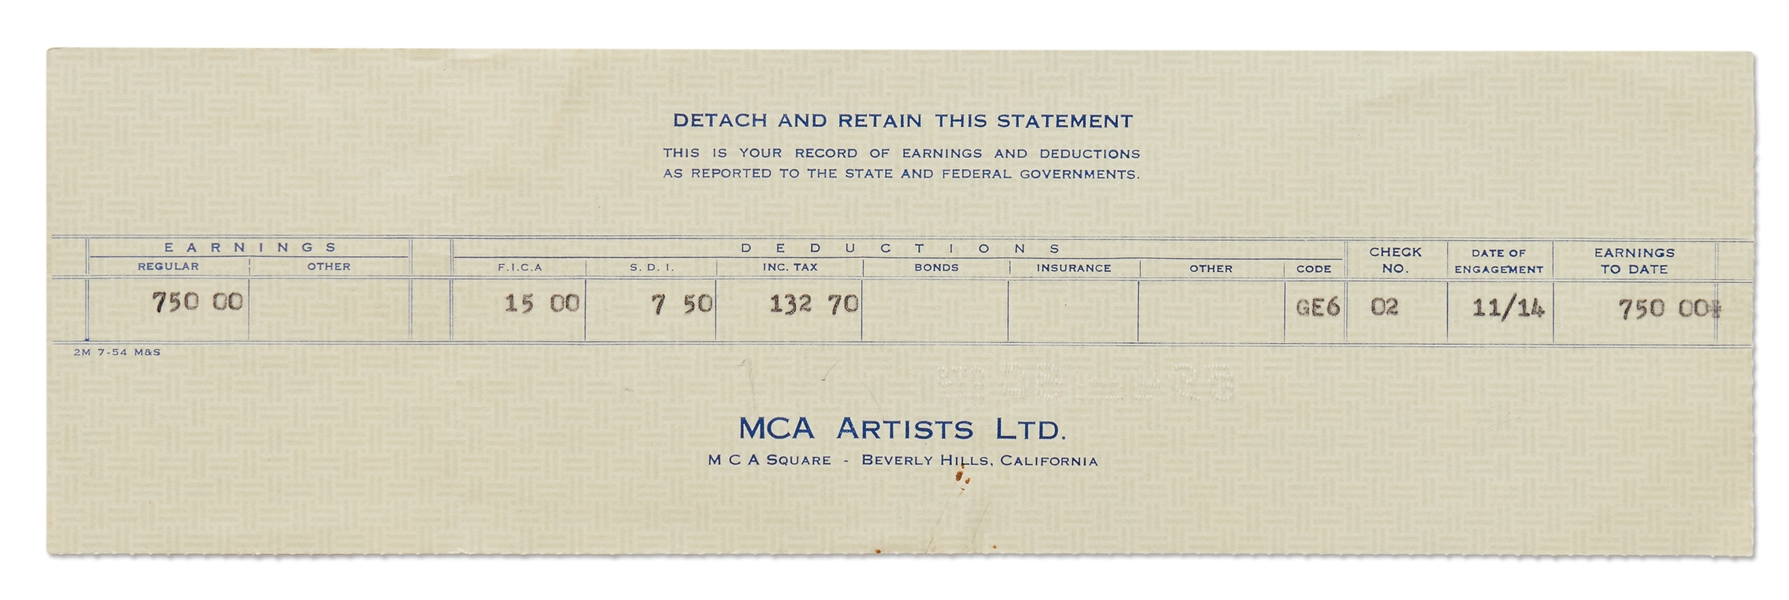 DETACH AND RETAIN THIS STATEMENT
THIS IS YOUR RECORD OF EARNINGS AND DEDUCTIONS
AS REPORTED TO THE STATE AND FEDERAL GOVERNMENTS.
EARNINGS DEDUCTIONS CHECK NO. DATE OF ENGAGEMENT EARNINGS TO DATE
REGULAR OTHER F.I.C.A S. D. I. INC. TAX BONDS INSURANCE OTHER CODE
750 00 15 00 7 50 132 70 GE6 02 11/14 750 00
2M 7-54 M&S
MCA ARTISTS LTD.
M C A SQUARE - BEVERLY HILLS, CALIFORNIA